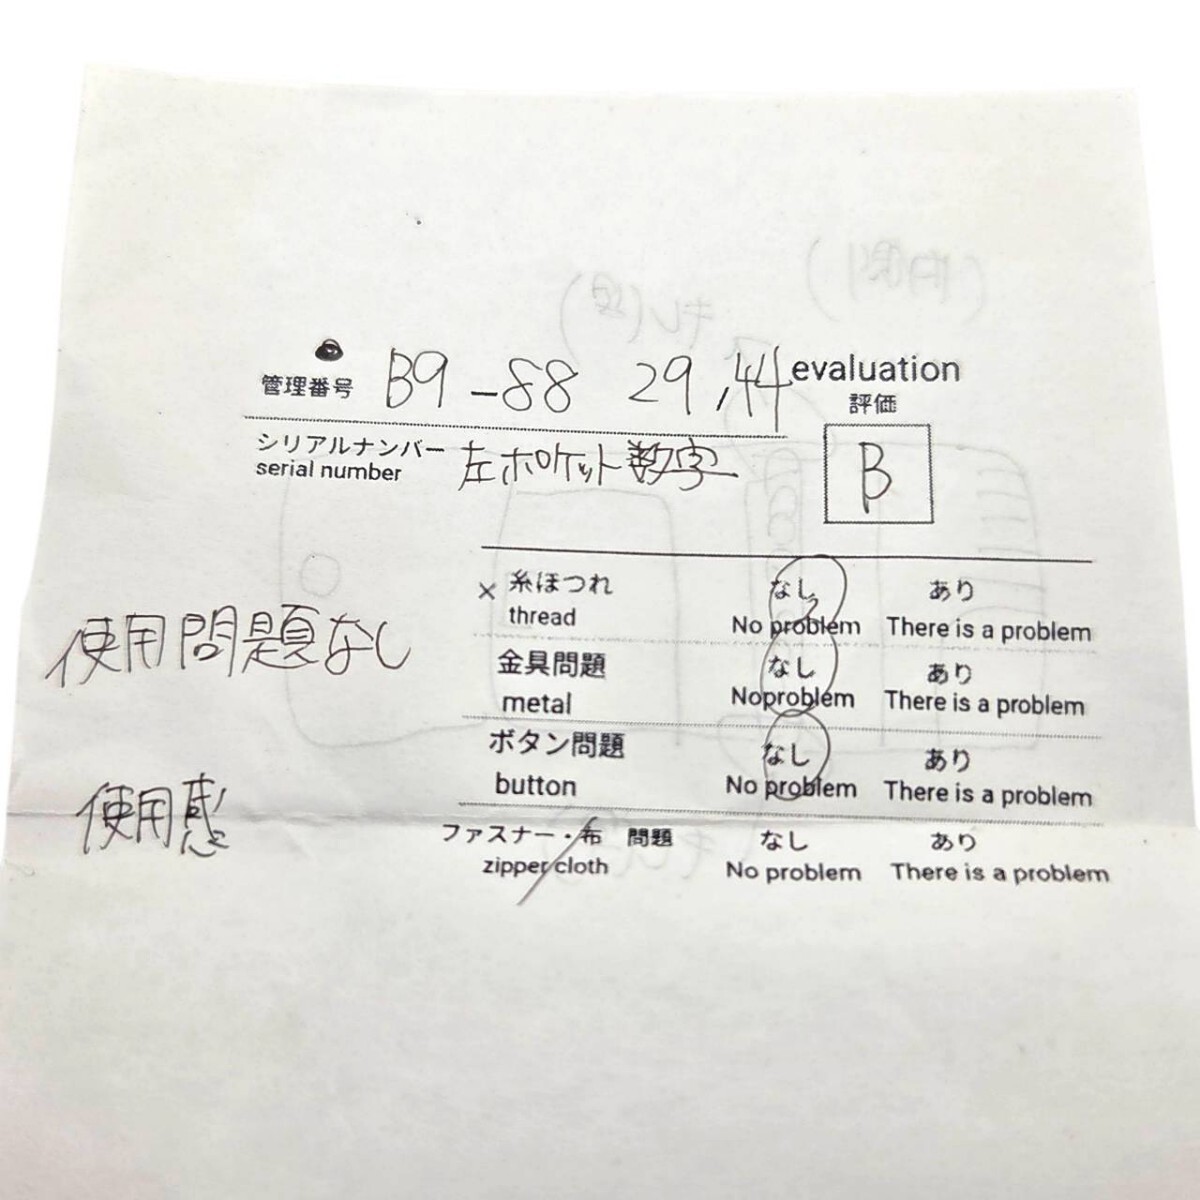 管理番号 B9-88 29,44 evaluation
評価
シリアルナンバー 左ポケット数字
serial number
B
× 糸ほつれ なし あり
thread No problem There is a problem
使用問題なし
金具問題 なし あり
metal Noproblem There is a problem
ボタン問題 なし あり
button No problem There is a problem
使用感
ファスナー・布 問題 なし あり
zipper cloth No problem There is a problem